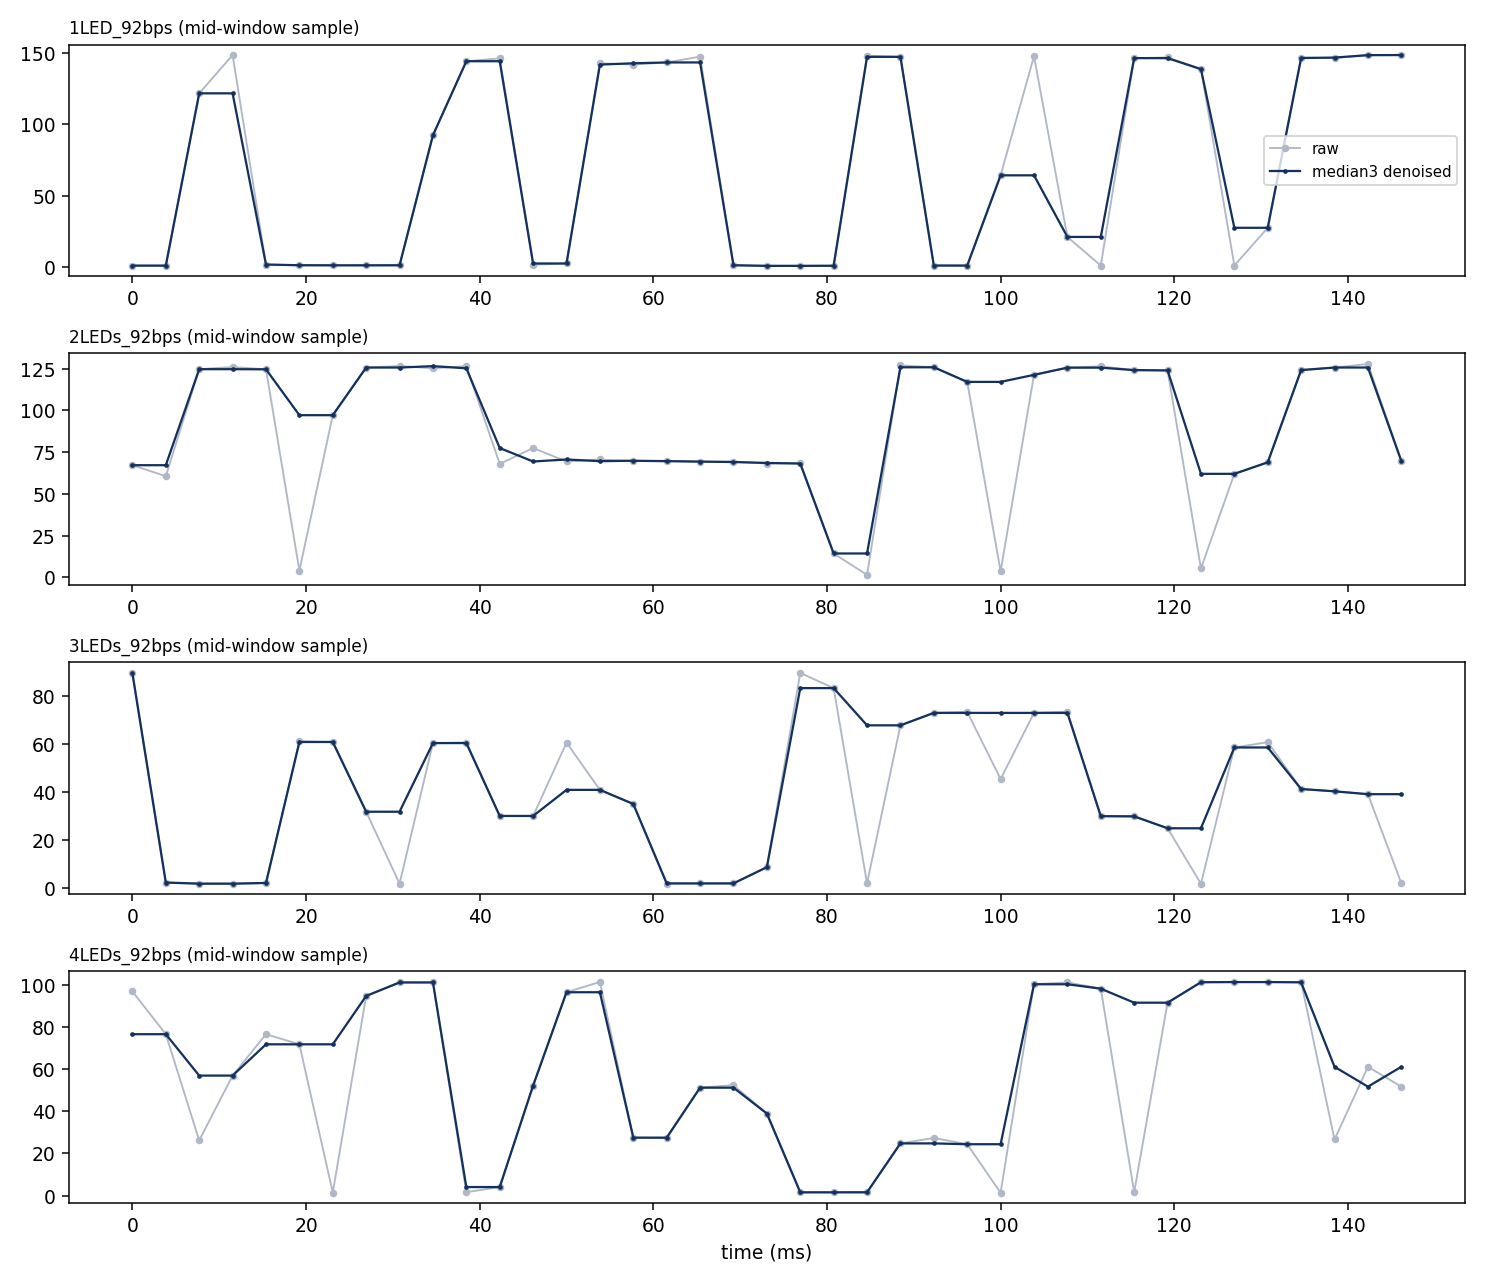 1LED_92bps (mid-window sample)
150
100
50
0
raw
median3 denoised
0 20 40 60 80 100 120 140
2LEDs_92bps (mid-window sample)
125
100
75
50
25
0
0 20 40 60 80 100 120 140
3LEDs_92bps (mid-window sample)
80
60
40
20
0
0 20 40 60 80 100 120 140
4LEDs_92bps (mid-window sample)
100
80
60
40
20
0
0 20 40 60 80 100 120 140
time (ms)